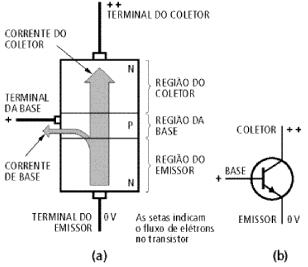 ++
TERMINAL DO COLETOR
CORRENTE DO
COLETOR
N
REGIÃO DO
COLETOR
TERMINAL
DA BASE
+
P
REGIÃO DA
BASE
CORRENTE
DE BASE
REGIÃO DO
EMISSOR
N
TERMINAL DO
EMISSOR
0 V
As setas indicam
o fluxo de elétrons
no transistor
(a)
COLETOR
++
BASE
+
EMISSOR
0 V
(b)